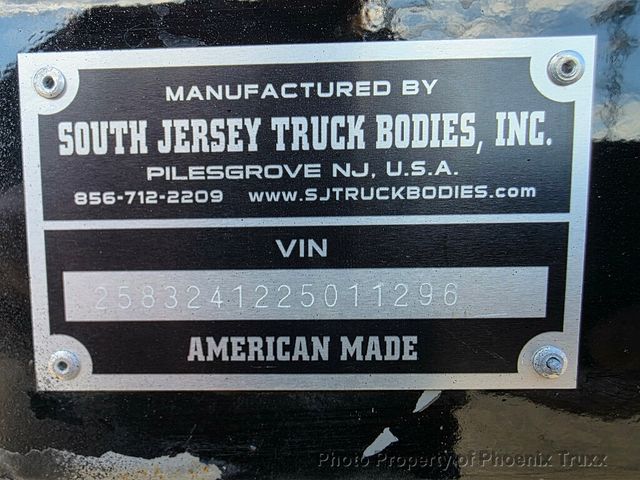 MANUFACTURED BY
SOUTH JERSEY TRUCK BODIES, INC.
PILESGROVE NJ, U.S.A.
856-712-2209 www.SJTRUCKBODIES.com
VIN
2583241225011296
AMERICAN MADE
Photo Property of Phoenix Truxx